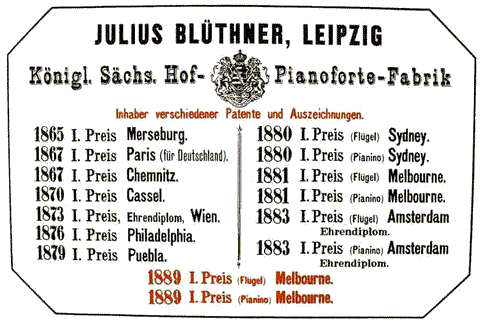 JULIUS BLÜTHNER, LEIPZIG
Königl. Sächs. Hof-Pianoforte-Fabrik
Inhaber verschiedener Patente und Auszeichnungen.
1865 I. Preis Merseburg.
1867 I. Preis Paris (für Deutschland).
1867 I. Preis Chemnitz.
1870 I. Preis Cassel.
1873 I. Preis, Ehrendiplom, Wien.
1876 I. Preis Philadelphia.
1879 I. Preis Puebla.
1880 I. Preis (Flügel) Sydney.
1880 I. Preis (Pianino) Sydney.
1881 I. Preis (Flügel) Melbourne.
1881 I. Preis (Pianino) Melbourne.
1883 I. Preis (Flügel) Amsterdam
Ehrendiplom.
1883 I. Preis (Pianino) Amsterdam
Ehrendiplom.
1889 I. Preis (Flügel) Melbourne.
1889 I. Preis (Pianino) Melbourne.